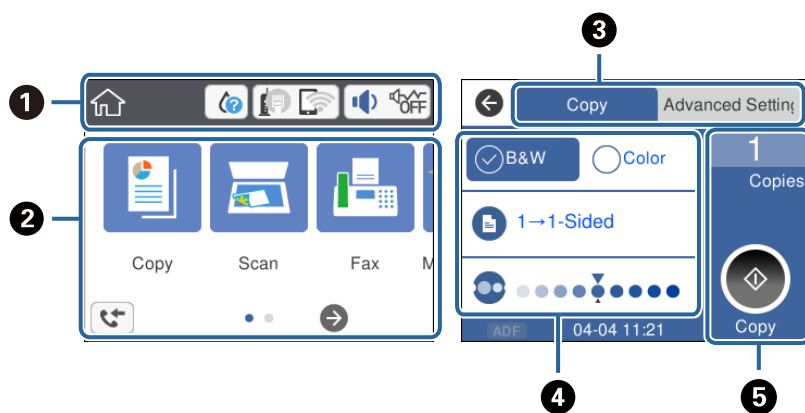 3
1
OFF
Copy
Advanced Setting
2
Copy
Scan
Fax
M
B&W
Color
1→1-Sided
ADF
04-04 11:21
1
Copies
Copy
4
5